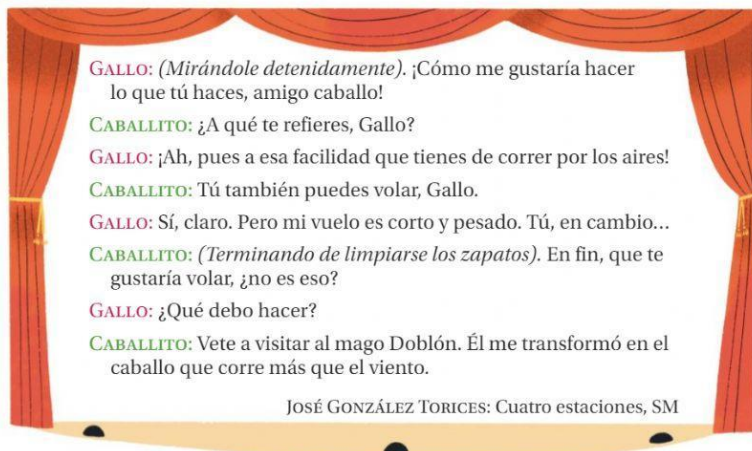 GALLO: (Mirándole detenidamente). ¡Cómo me gustaría hacer
lo que tú haces, amigo caballo!
CABALLITO: ¿A qué te refieres, Gallo?
GALLO: ¡Ah, pues a esa facilidad que tienes de correr por los aires!
CABALLITO: Tú también puedes volar, Gallo.
GALLO: Sí, claro. Pero mi vuelo es corto y pesado. Tú, en cambio...
CABALLITO: (Terminando de limpiarse los zapatos). En fin, que te
gustaría volar, ¿no es eso?
GALLO: ¿Qué debo hacer?
CABALLITO: Vete a visitar al mago Doblón. Él me transformó en el
caballo que corre más que el viento.
JOSÉ GONZÁLEZ TORICES: Cuatro estaciones, SM